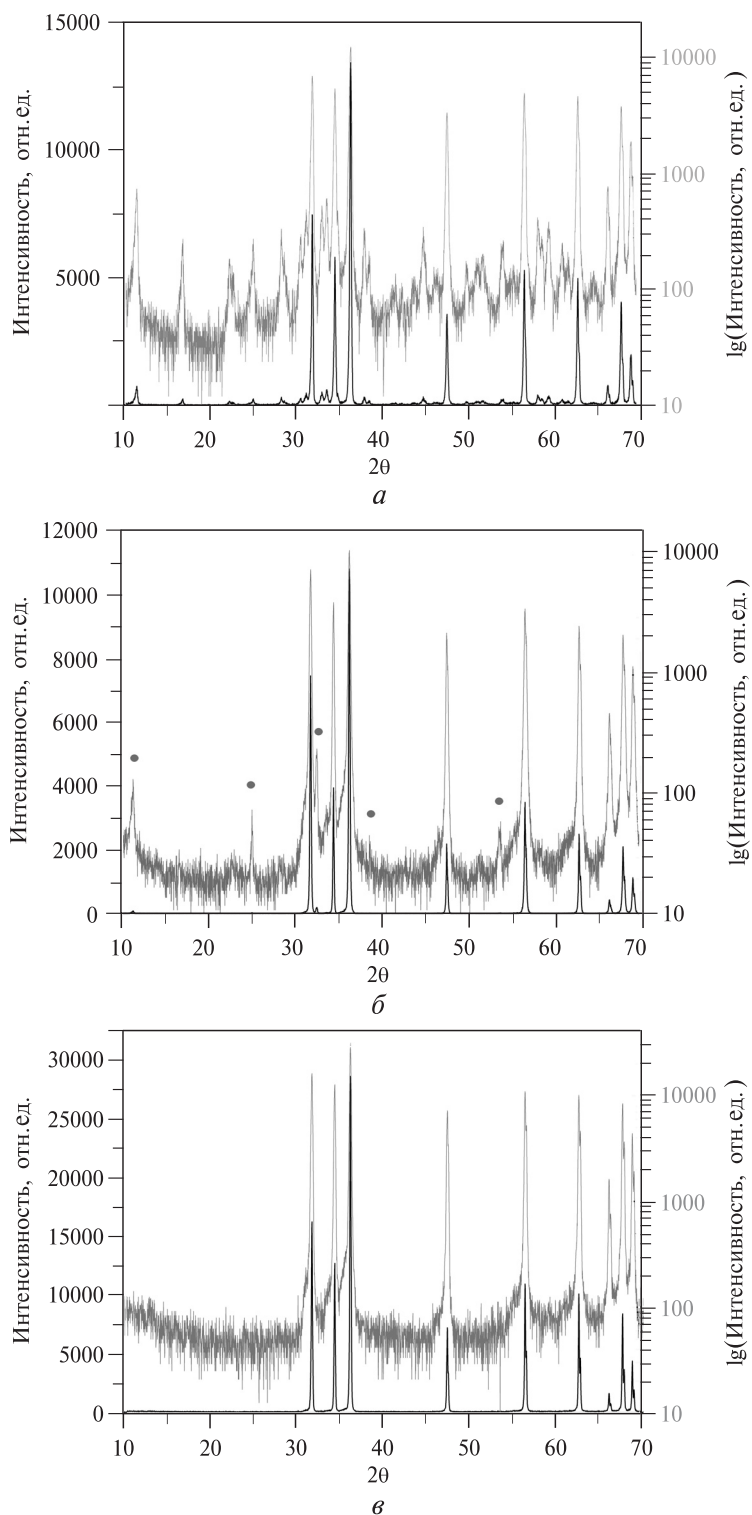 Интенсивность, отн.ед.
15000
10000
5000
10 20 30 40 50 60 70
2θ
lg(Интенсивность, отн.ед.)
10000
1000
100
10
а
Интенсивность, отн.ед.
12000
10000
8000
6000
4000
2000
0
10 20 30 40 50 60 70
2θ
lg(Интенсивность, отн.ед.)
10000
1000
100
10
б
Интенсивность, отн.ед.
30000
25000
20000
15000
10000
5000
0
10 20 30 40 50 60 70
2θ
lg(Интенсивность, отн.ед.)
10000
1000
100
10
в